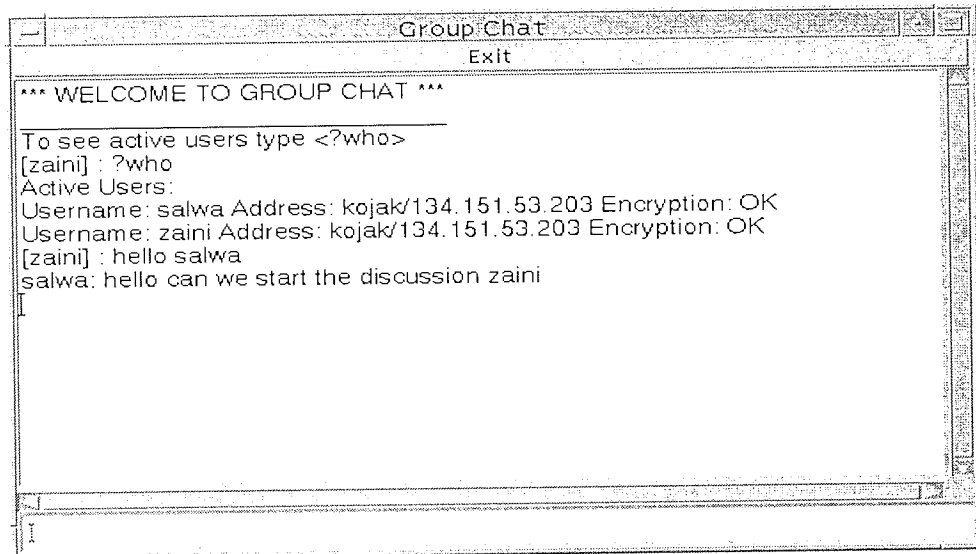 Group Chat
Exit
*** WELCOME TO GROUP CHAT ***
To see active users type <?who>
[zaini] : ?who
Active Users:
Username: salwa Address: kojak/134.151.53.203 Encryption: OK
Username: zaini Address: kojak/134.151.53.203 Encryption: OK
[zaini] : hello salwa
salwa: hello can we start the discussion zaini